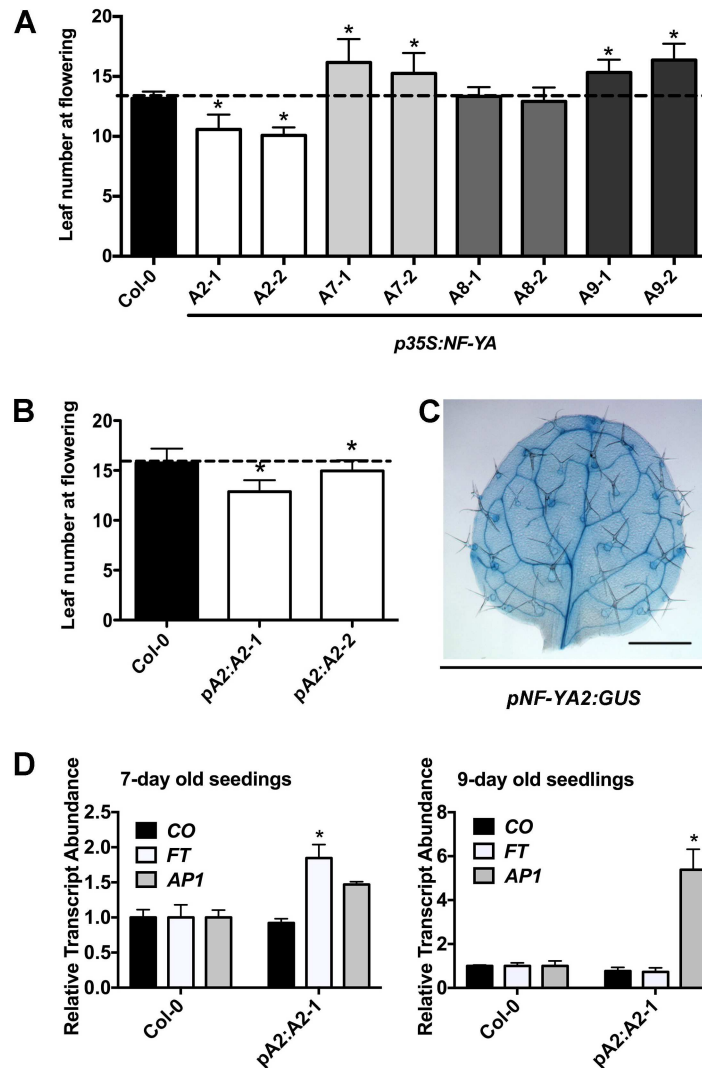 A
Leaf number at flowering
20
15
10
5
0
* * * * * *
Col-0 A2-1 A2-2 A7-1 A7-2 A8-1 A8-2 A9-1 A9-2
p35S:NF-YA
B
Leaf number at flowering
20
15
10
5
0
* *
Col-0 pA2:A2-1 pA2:A2-2
C
pNF-YA2:GUS
D
7-day old seedings
Relative Transcript Abundance
2.5
2.0
1.5
1.0
0.5
0.0
CO
FT
AP1
*
Col-0 pA2:A2-1
9-day old seedlings
Relative Transcript Abundance
8
6
4
2
0
CO
FT
AP1
*
Col-0 pA2:A2-1